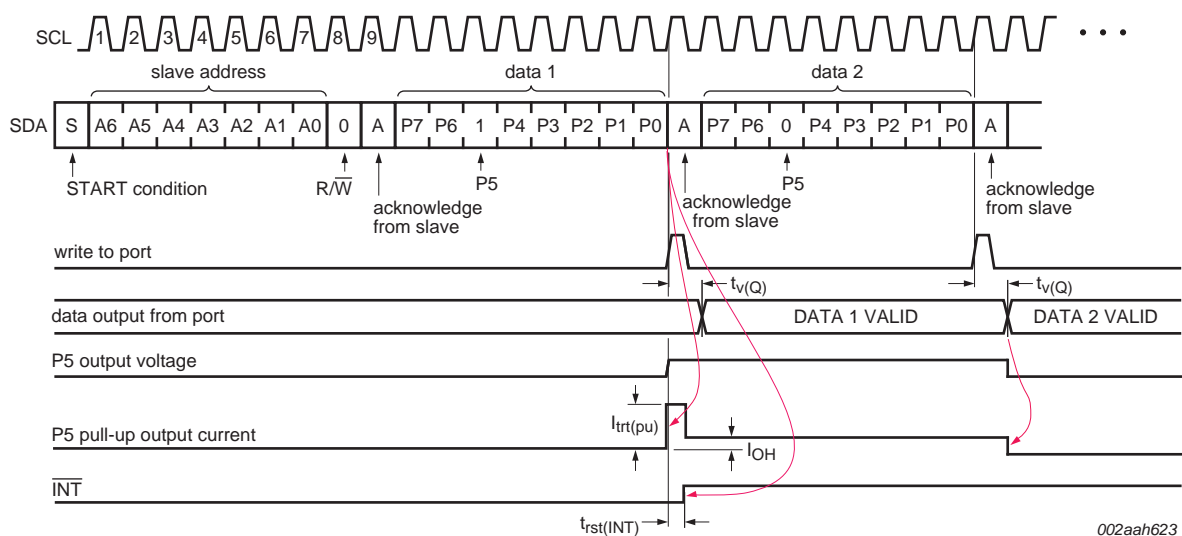 SCL 1 2 3 4 5 6 7 8 9 • • •
slave address data 1 data 2
SDA S A6 A5 A4 A3 A2 A1 A0 0 A P7 P6 1 P4 P3 P2 P1 P0 A P7 P6 0 P4 P3 P2 P1 P0 A
START condition R/W̅ acknowledge from slave P5 acknowledge from slave P5 acknowledge from slave
write to port
tv(Q) tv(Q)
data output from port DATA 1 VALID DATA 2 VALID
P5 output voltage
Itrt(pu)
P5 pull-up output current IOH
I̅N̅T̅
trst(INT)
002aah623